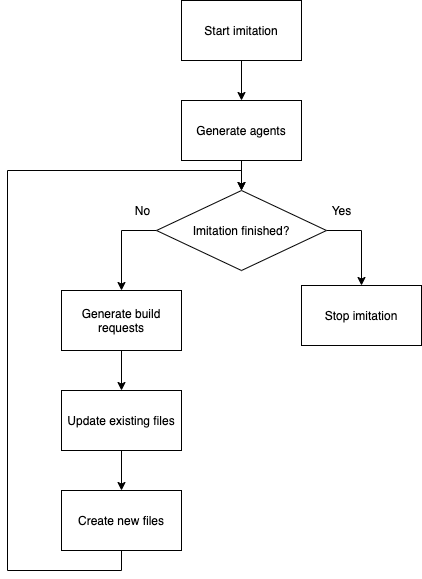 Start imitation
Generate agents
No
Yes
Imitation finished?
Generate build
requests
Stop imitation
Update existing files
Create new files